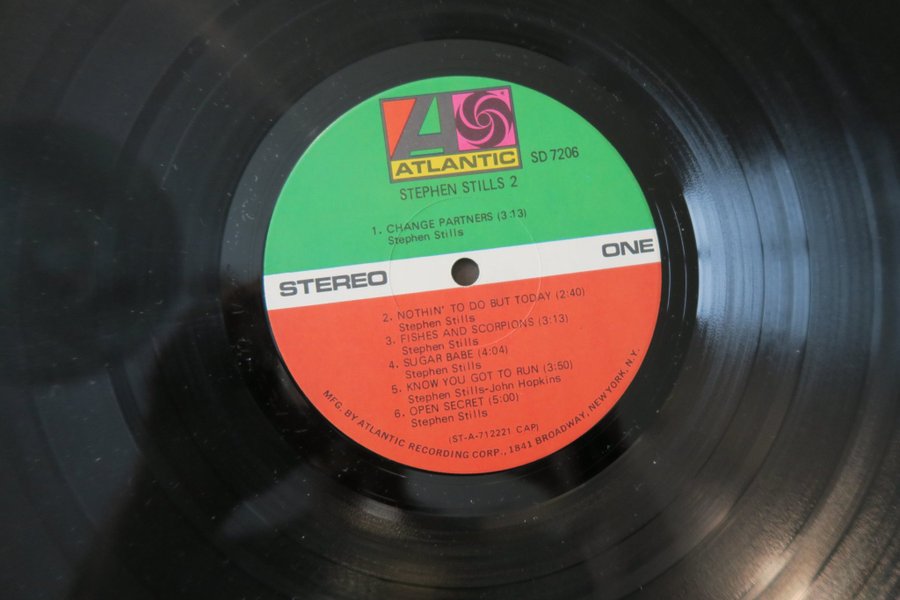 ATLANTIC
SD 7206
STEPHEN STILLS 2
1. CHANGE PARTNERS (3:13)
Stephen Stills
STEREO
ONE
2. NOTHIN' TO DO BUT TODAY (2:40)
Stephen Stills
3. FISHES AND SCORPIONS (3:13)
Stephen Stills
4. SUGAR BABE (4:04)
Stephen Stills
5. KNOW YOU GOT TO RUN (3:50)
Stephen Stills-John Hopkins
6. OPEN SECRET (5:00)
Stephen Stills
(ST-A-712221 CAP)
MFG. BY ATLANTIC RECORDING CORP., 1841 BROADWAY, NEW YORK, N.Y.